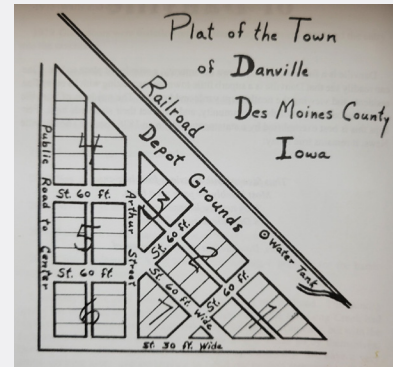 Plat of the Town
of Danville
Des Moines County
Iowa
Railroad
Depot Grounds
Water Tank
Public Road to Center
Arthur Street
4
St. 60 ft.
5
St. 60 ft.
6
3
St. 60 ft.
2
St. 60 ft. Wide
St. 60 ft.
7
1
St. 30 ft. Wide